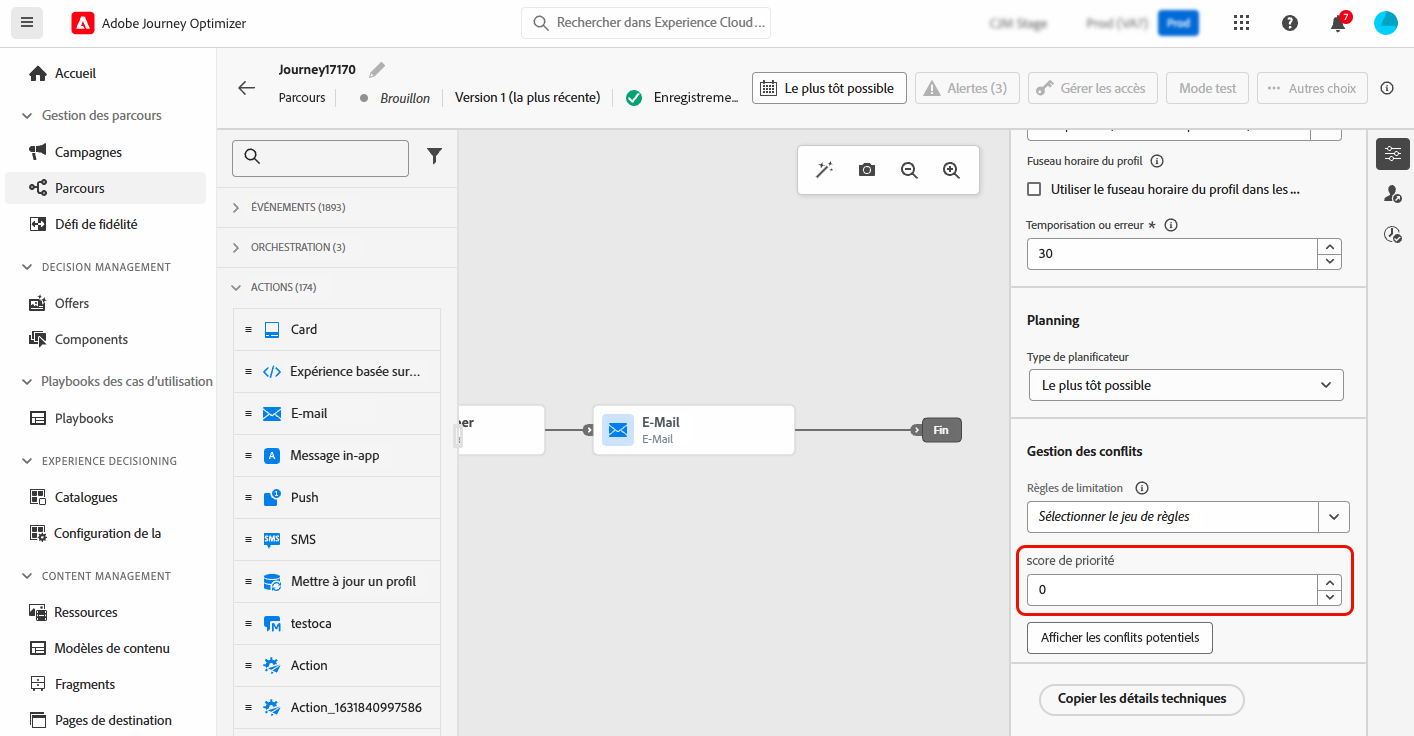 Adobe Journey Optimizer
Rechercher dans Experience Cloud...
CJM Stage
Prod (VA7)
Prod
7
Accueil
Gestion des parcours
Campagnes
Parcours
Défi de fidélité
DECISION MANAGEMENT
Offers
Components
Playbooks des cas d'utilisation
Playbooks
EXPERIENCE DECISIONING
Catalogues
Configuration de la
CONTENT MANAGEMENT
Ressources
Modèles de contenu
Fragments
Pages de destination
Journey17170
Parcours
Brouillon
Version 1 (la plus récente)
Enregistreme...
Le plus tôt possible
Alertes (3)
Gérer les accès
Mode test
Autres choix
ÉVÉNEMENTS (1893)
ORCHESTRATION (3)
ACTIONS (174)
Card
Expérience basée sur...
E-mail
Message in-app
Push
SMS
SMS
Mettre à jour un profil
testoca
Action
Action_1631840997586
E-Mail
E-Mail
Fin
Fuseau horaire du profil
Utiliser le fuseau horaire du profil dans les ...
Temporisation ou erreur *
30
Planning
Type de planificateur
Le plus tôt possible
Gestion des conflits
Règles de limitation
Sélectionner le jeu de règles
score de priorité
0
Afficher les conflits potentiels
Copier les détails techniques